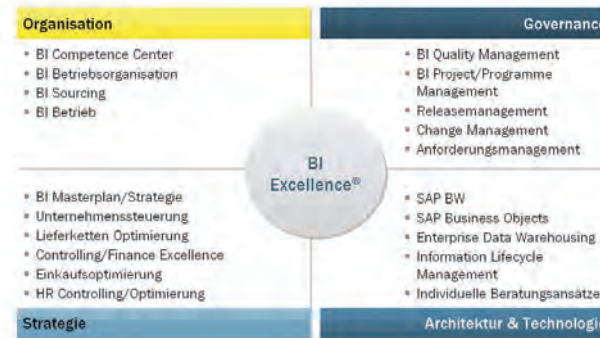 Organisation
BI Competence Center
BI Betriebsorganisation
BI Sourcing
BI Betrieb
Governance
BI Quality Management
BI Project/Programme
Management
Releasemanagement
Change Management
Anforderungsmanagement
BI
Excellence®
BI Masterplan/Strategie
Unternehmenssteuerung
Lieferketten Optimierung
Controlling/Finance Excellence
Einkaufsoptimierung
HR Controlling/Optimierung
Strategie
SAP BW
SAP Business Objects
Enterprise Data Warehousing
Information Lifecycle
Management
Individuelle Beratungsansätze
Architektur & Technologie